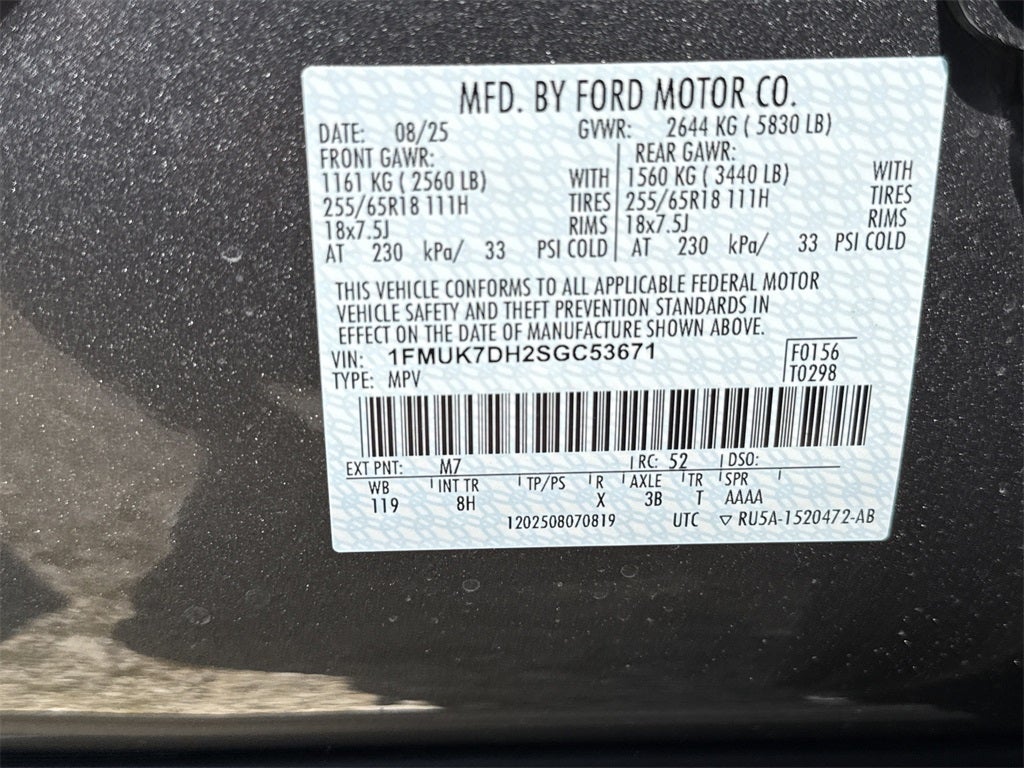 MFD. BY FORD MOTOR CO.
DATE: 08/25 GVWR: 2644 KG ( 5830 LB)
FRONT GAWR: REAR GAWR:
1161 KG ( 2560 LB) WITH 1560 KG ( 3440 LB) WITH
255/65R18 111H TIRES 255/65R18 111H TIRES
18x7.5J RIMS 18x7.5J RIMS
AT 230 kPa/ 33 PSI COLD AT 230 kPa/ 33 PSI COLD
THIS VEHICLE CONFORMS TO ALL APPLICABLE FEDERAL MOTOR
VEHICLE SAFETY AND THEFT PREVENTION STANDARDS IN
EFFECT ON THE DATE OF MANUFACTURE SHOWN ABOVE.
VIN: 1FMUK7DH2SGC53671 F0156
TYPE: MPV T0298
EXT PNT: M7 RC: 52 DSO:
WB INT TR TP/PS R AXLE TR SPR
119 8H X 3B T AAAA
1202508070819 UTC ▽ RU5A-1520472-AB